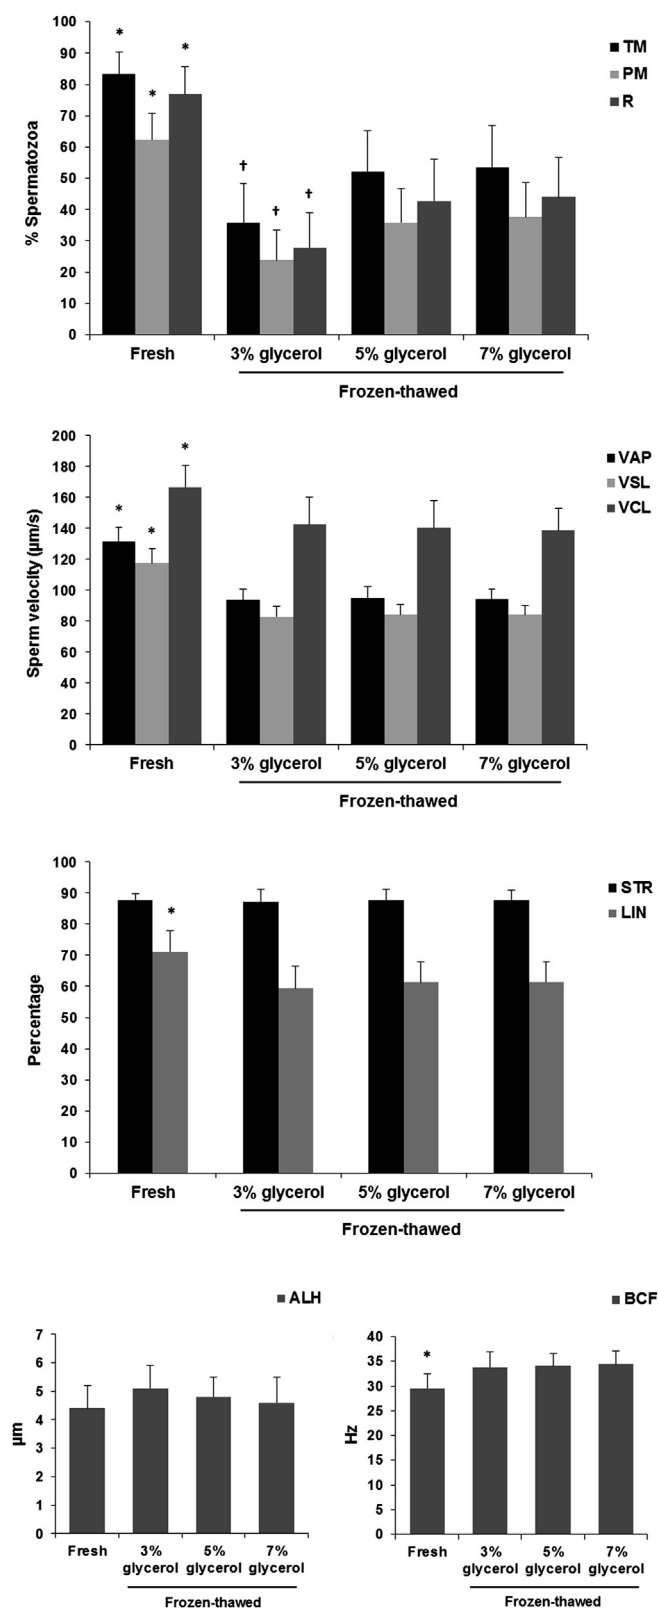 TM
PM
R
% Spermatozoa
100
90
80
70
60
50
40
30
20
10
0
* * *
† † †
Fresh 3% glycerol 5% glycerol 7% glycerol
Frozen-thawed
VAP
VSL
VCL
Sperm velocity (µm/s)
200
180
160
140
120
100
80
60
40
20
0
* * *
Fresh 3% glycerol 5% glycerol 7% glycerol
Frozen-thawed
STR
LIN
Percentage
100
90
80
70
60
50
40
30
20
10
0
*
Fresh 3% glycerol 5% glycerol 7% glycerol
Frozen-thawed
ALH
µm
7
6
5
4
3
2
1
0
Fresh 3% 5% 7%
glycerol glycerol glycerol
Frozen-thawed
BCF
Hz
40
35
30
25
20
15
10
5
0
*
Fresh 3% 5% 7%
glycerol glycerol glycerol
Frozen-thawed